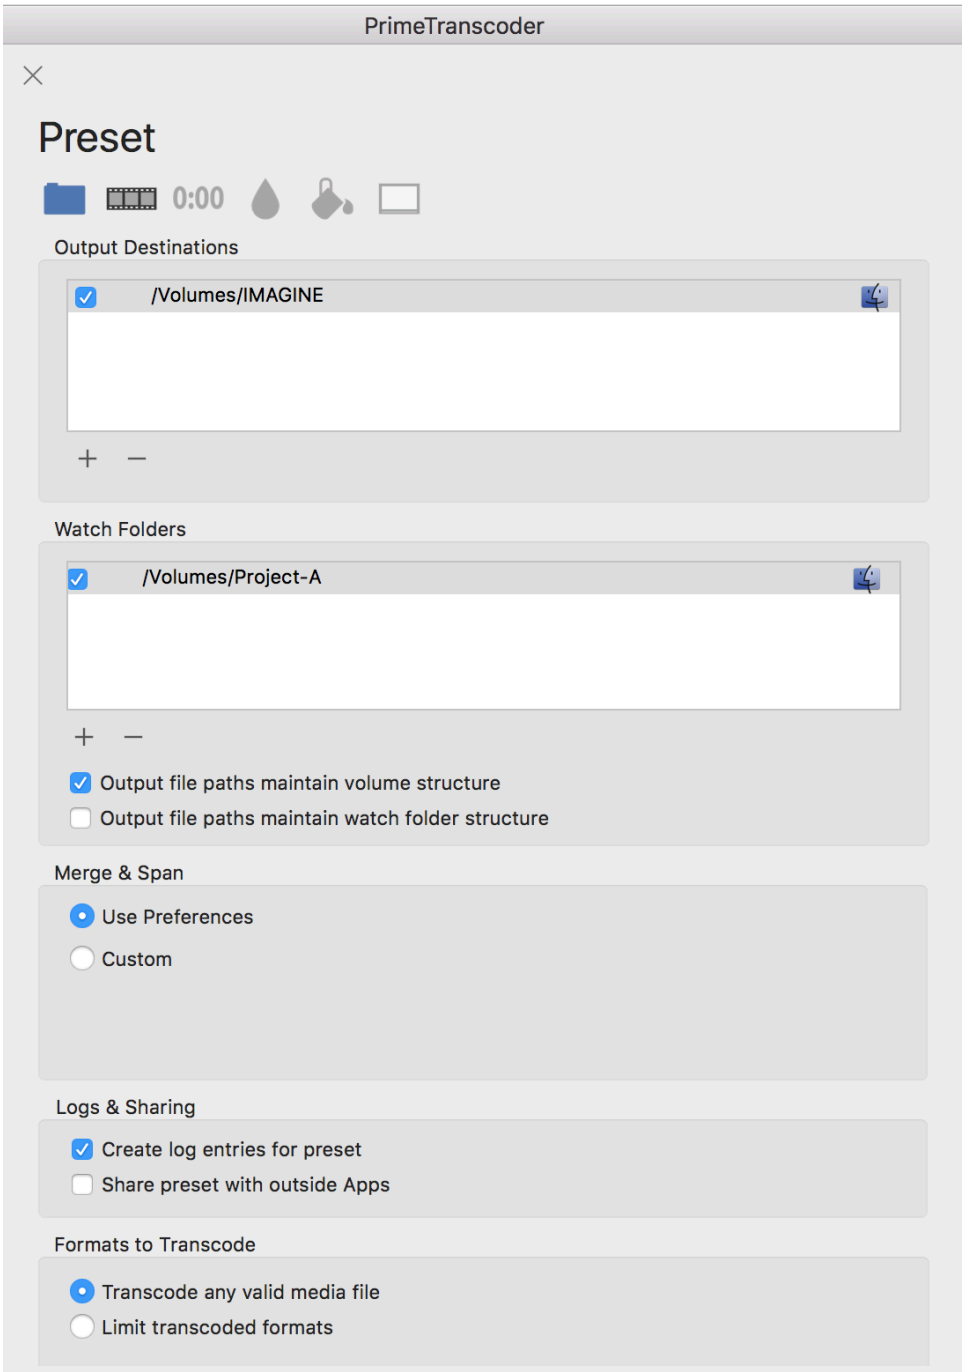 PrimeTranscoder
Preset
0:00
Output Destinations
/Volumes/IMAGINE
Watch Folders
/Volumes/Project-A
Output file paths maintain volume structure
Output file paths maintain watch folder structure
Merge & Span
Use Preferences
Custom
Logs & Sharing
Create log entries for preset
Share preset with outside Apps
Formats to Transcode
Transcode any valid media file
Limit transcoded formats